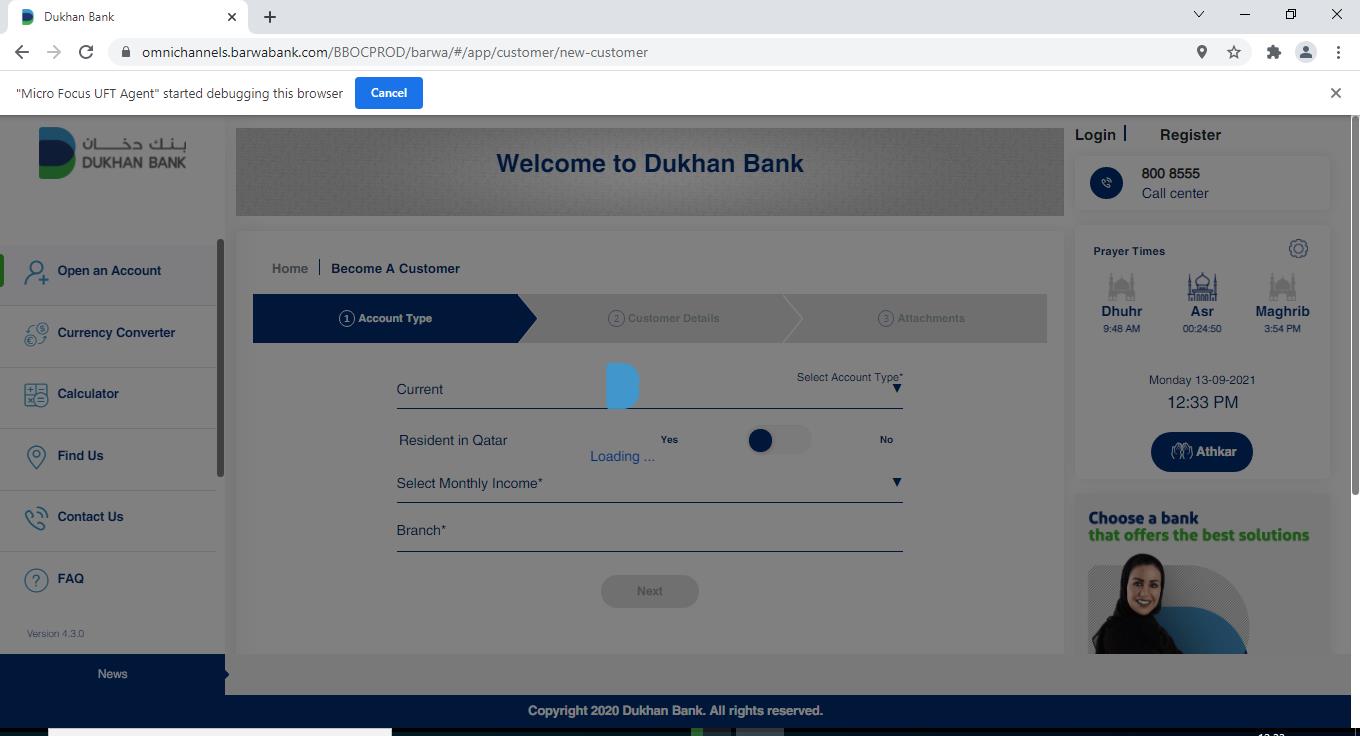 Dukhan Bank
omnichannels.barwabank.com/BBOCPROD/barwa/#/app/customer/new-customer
"Micro Focus UFT Agent" started debugging this browser
Cancel
بنك دخان
DUKHAN BANK
Welcome to Dukhan Bank
Login
Register
800 8555
Call center
Open an Account
Currency Converter
Calculator
Find Us
Contact Us
FAQ
Version 4.3.0
News
Home
Become A Customer
1 Account Type
2 Customer Details
3 Attachments
Select Account Type*
Current
Resident in Qatar
Yes
No
Loading ...
Select Monthly Income*
Branch*
Next
Prayer Times
Dhuhr
Asr
Maghrib
9:48 AM
00:24:50
3:54 PM
Monday 13-09-2021
12:33 PM
Athkar
Choose a bank
that offers the best solutions
Copyright 2020 Dukhan Bank. All rights reserved.